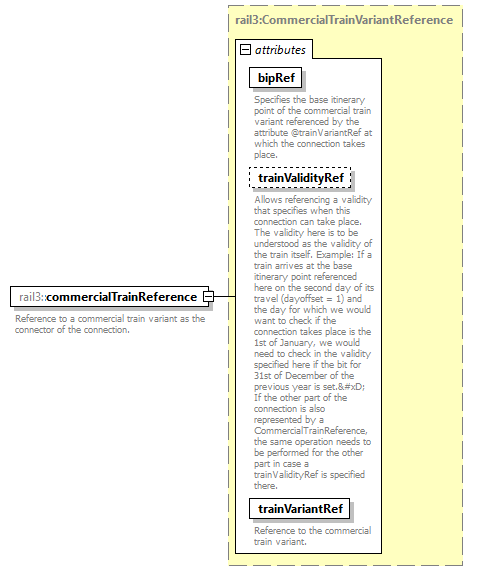 rail3:CommercialTrainVariantReference
attributes
bipRef
Specifies the base itinerary
point of the commercial train
variant referenced by the
attribute @trainVariantRef at
which the connection takes
place.
trainValidityRef
Allows referencing a validity
that specifies when this
connection can take place.
The validity here is to be
understood as the validity of
the train itself. Example: If a
train arrives at the base
itinerary point referenced
here on the second day of its
travel (dayoffset = 1) and
the day for which we would
want to check if the
connection takes place is the
1st of January, we would
need to check in the validity
specified here if the bit for
31st of December of the
previous year is set.&#xD;
If the other part of the
connection is also
represented by a
CommercialTrainReference,
the same operation needs to
be performed for the other
part in case a
trainValidityRef is specified
there.
rail3::commercialTrainReference
Reference to a commercial train variant as the
connector of the connection.
trainVariantRef
Reference to the commercial
train variant.